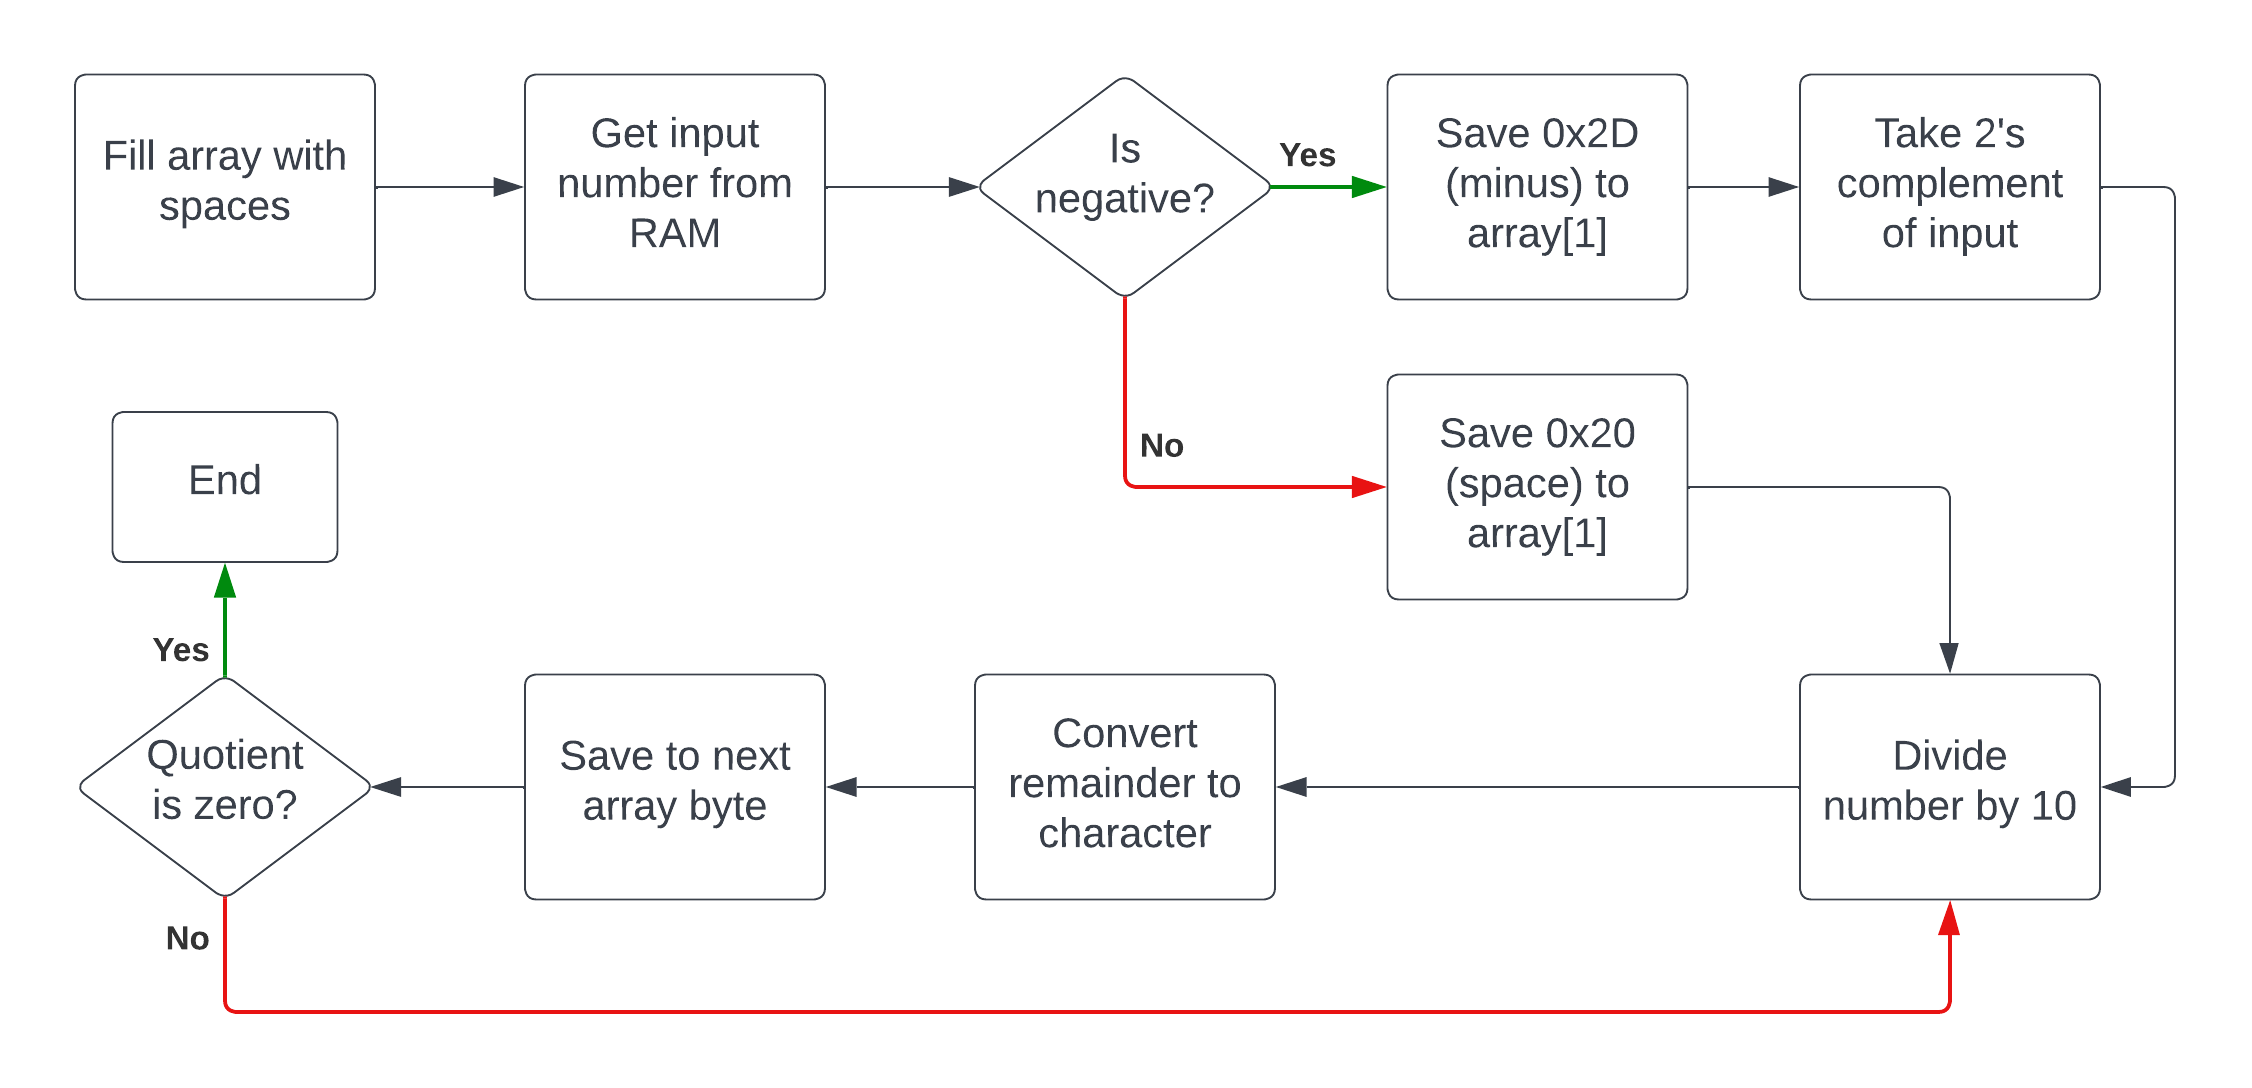 Fill array with
spaces
Get input
number from
RAM
Is
negative?
Yes
Save 0x2D
(minus) to
array[1]
Take 2's
complement
of input
No
Save 0x20
(space) to
array[1]
End
Yes
Quotient
is zero?
Save to next
array byte
Convert
remainder to
character
Divide
number by 10
No